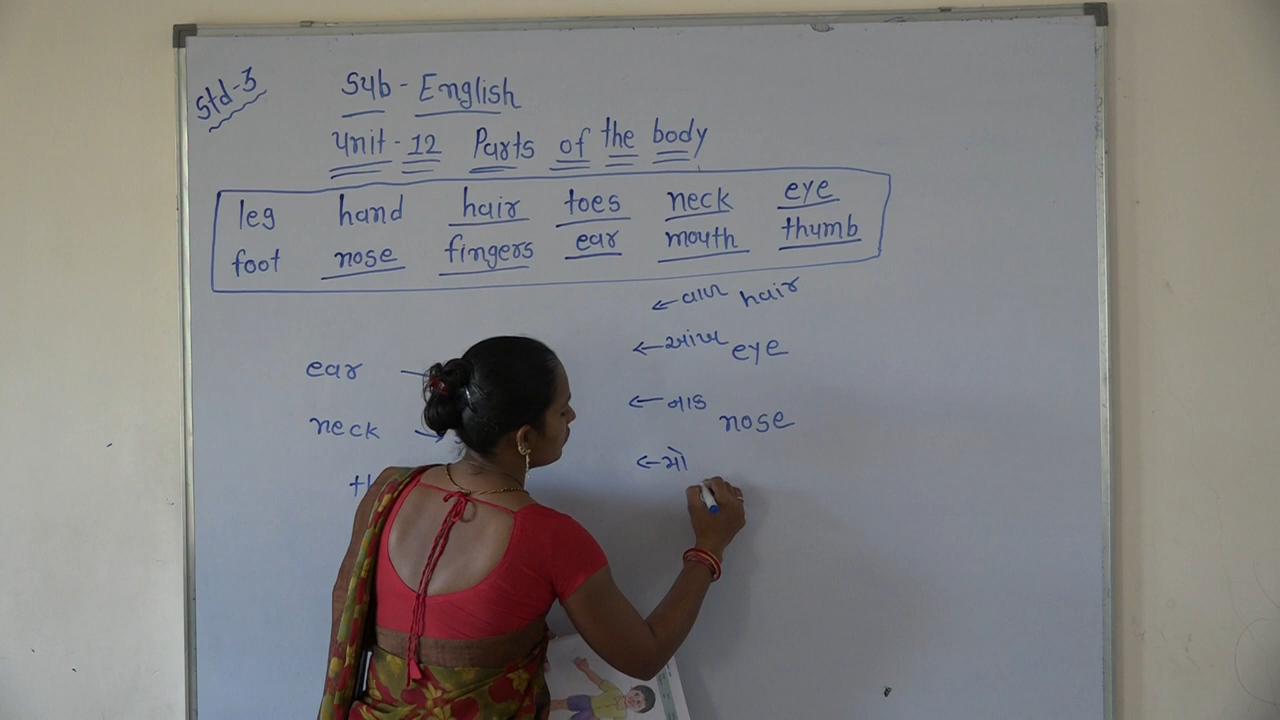 Std-3
Sub - English
Unit - 12 Parts of the body
leg hand hair toes neck eye
foot nose fingers ear mouth thumb
← વાળ hair
← આંખ eye
ear
← નાક nose
neck →
← મોં